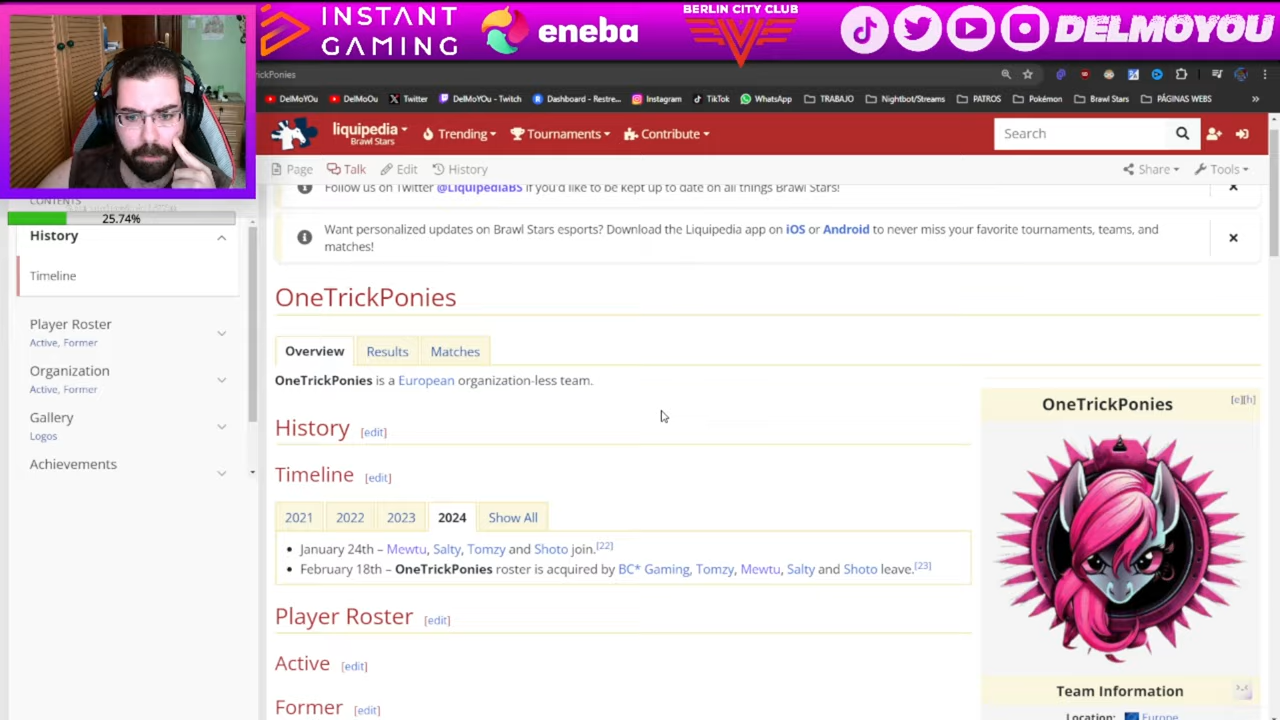 INSTANT
GAMING
eneba
BERLIN CITY CLUB
DELMOYOU
rickPonies
DelMoYOu
DelMoOu
Twitter
DelMoYOu - Twitch
Dashboard - Restre...
Instagram
TikTok
WhatsApp
TRABAJO
Nightbot/Streams
PATROS
Pokémon
Brawl Stars
PÁGINAS WEBS
liquipedia
Brawl Stars
Trending
Tournaments
Contribute
Search
Page
Talk
Edit
History
Share
Tools
Follow us on Twitter @LiquipediaBS if you'd like to be kept up to date on all things Brawl Stars!
CONTENTS
25.74%
Want personalized updates on Brawl Stars esports? Download the Liquipedia app on iOS or Android to never miss your favorite tournaments, teams, and
matches!
History
Timeline
Player Roster
Active, Former
Organization
Active, Former
Gallery
Logos
Achievements
OneTrickPonies
Overview
Results
Matches
OneTrickPonies is a European organization-less team.
History [edit]
Timeline [edit]
2021
2022
2023
2024
Show All
January 24th – Mewtu, Salty, Tomzy and Shoto join.[22]
February 18th – OneTrickPonies roster is acquired by BC* Gaming, Tomzy, Mewtu, Salty and Shoto leave.[23]
Player Roster [edit]
Active [edit]
Former [edit]
OneTrickPonies
[e][h]
Team Information
Location: Europe